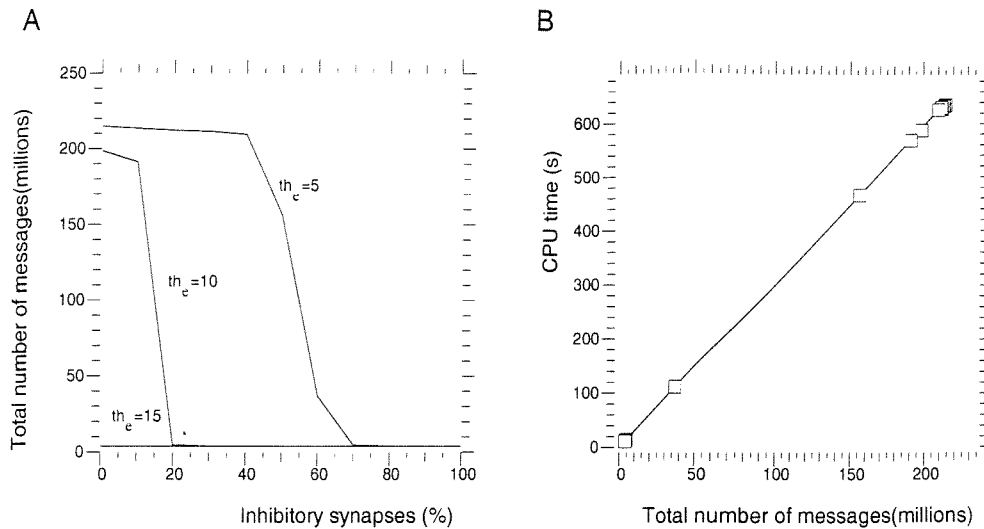 A
250
200
150
100
50
0
Total number of messages(millions)
th_e=5
th_e=10
th_e=15
0 20 40 60 80 100
Inhibitory synapses (%)
B
600
500
400
300
200
100
0
CPU time (s)
0 50 100 150 200
Total number of messages(millions)